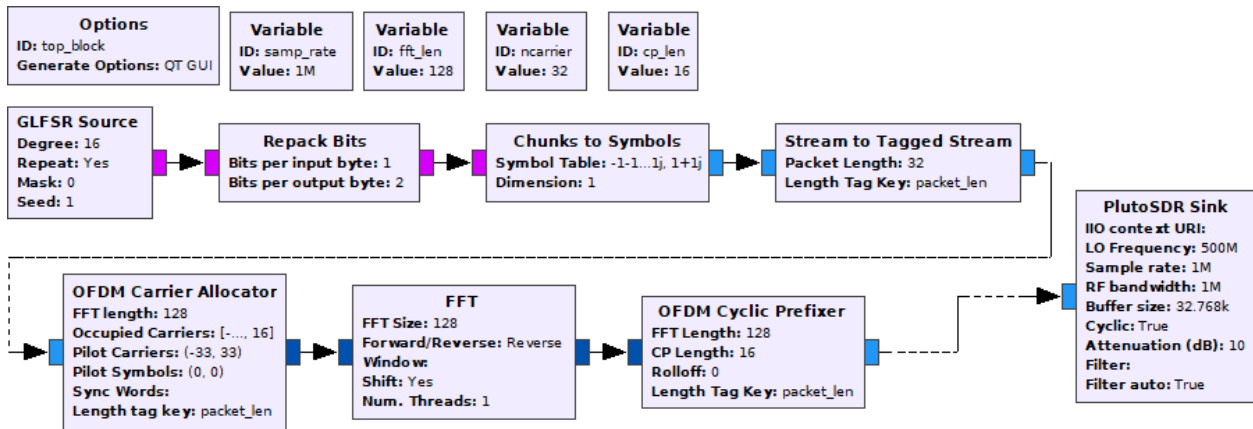 Options
ID: top_block
Generate Options: QT GUI
Variable
ID: samp_rate
Value: 1M
Variable
ID: fft_len
Value: 128
Variable
ID: ncarrier
Value: 32
Variable
ID: cp_len
Value: 16
GLFSR Source
Degree: 16
Repeat: Yes
Mask: 0
Seed: 1
Repack Bits
Bits per input byte: 1
Bits per output byte: 2
Chunks to Symbols
Symbol Table: -1-1...1j, 1+1j
Dimension: 1
Stream to Tagged Stream
Packet Length: 32
Length Tag Key: packet_len
OFDM Carrier Allocator
FFT length: 128
Occupied Carriers: [-..., 16]
Pilot Carriers: (-33, 33)
Pilot Symbols: (0, 0)
Sync Words:
Length tag key: packet_len
FFT
FFT Size: 128
Forward/Reverse: Reverse
Window:
Shift: Yes
Num. Threads: 1
OFDM Cyclic Prefixer
FFT Length: 128
CP Length: 16
Rolloff: 0
Length Tag Key: packet_len
PlutoSDR Sink
IIO context URI:
LO Frequency: 500M
Sample rate: 1M
RF bandwidth: 1M
Buffer size: 32.768k
Cyclic: True
Attenuation (dB): 10
Filter:
Filter auto: True